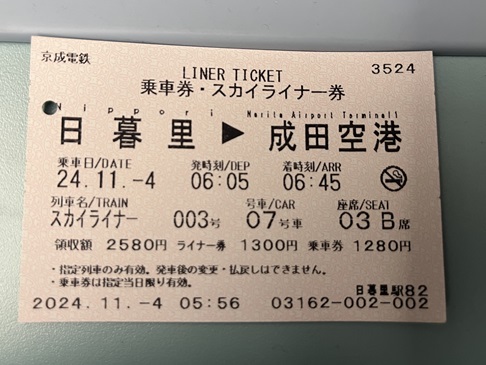 京成電鉄
LINER TICKET
3524
乗車券・スカイライナー券
Nippori Narita Airport Terminal1
日暮里 ▶ 成田空港
乗車日/DATE 発時刻/DEP 着時刻/ARR
24.11.-4 06:05 06:45
列車名/TRAIN 号車/CAR 座席/SEAT
スカイライナー 003号 07号車 03 B席
領収額 2580円 ライナー券 1300円 乗車券 1280円
・指定列車のみ有効。発車後の変更・払戻しはできません。
・乗車券は指定当日限り有効。
日暮里駅82
2024.11.-4 05:56 03162-002-002